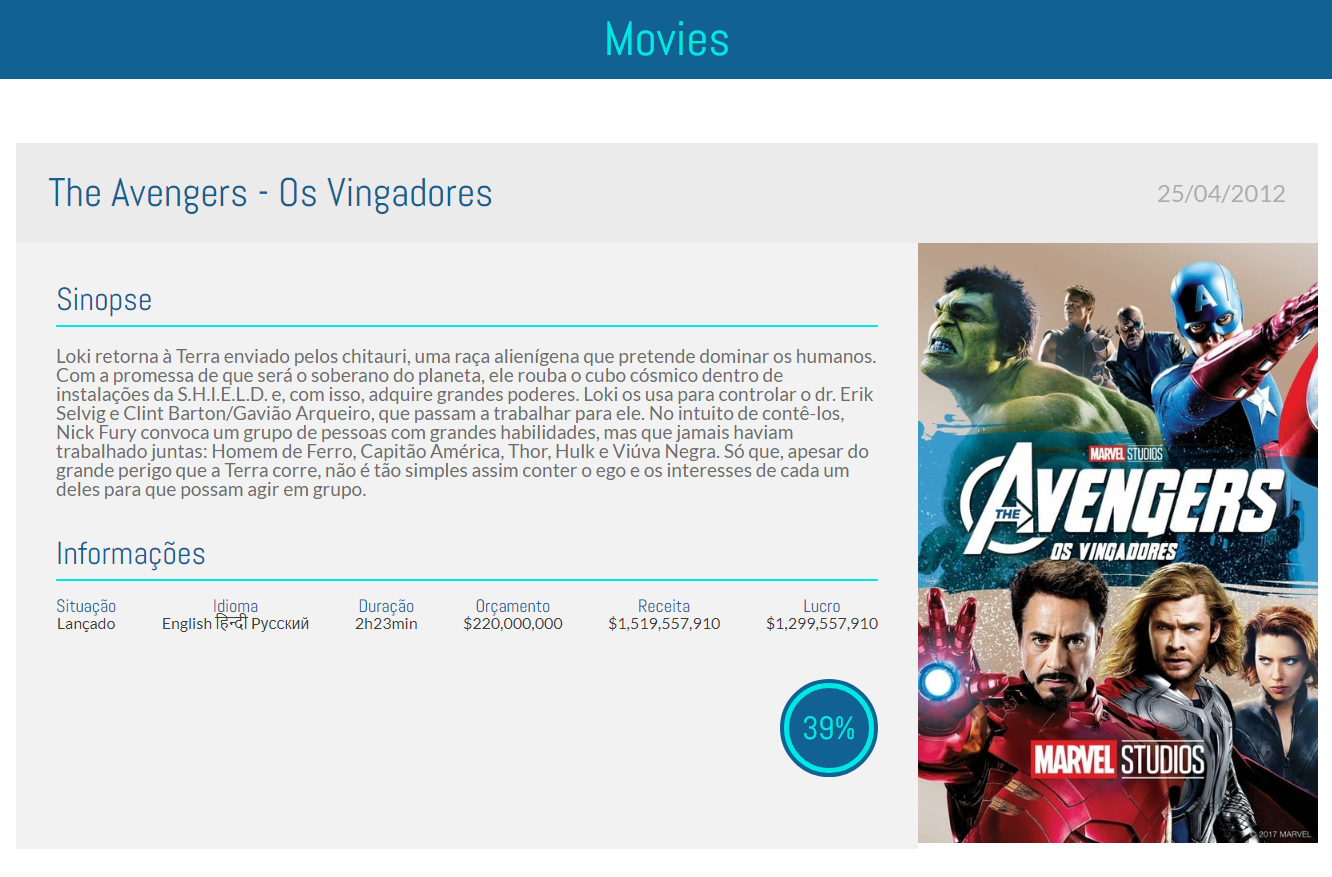 Movies
The Avengers - Os Vingadores
25/04/2012
Sinopse
Loki retorna à Terra enviado pelos chitauri, uma raça alienígena que pretende dominar os humanos.
Com a promessa de que será o soberano do planeta, ele rouba o cubo cósmico dentro de
instalações da S.H.I.E.L.D. e, com isso, adquire grandes poderes. Loki os usa para controlar o dr. Erik
Selvig e Clint Barton/Gavião Arqueiro, que passam a trabalhar para ele. No intuito de contê-los,
Nick Fury convoca um grupo de pessoas com grandes habilidades, mas que jamais haviam
trabalhado juntas: Homem de Ferro, Capitão América, Thor, Hulk e Viúva Negra. Só que, apesar do
grande perigo que a Terra corre, não é tão simples assim conter o ego e os interesses de cada um
deles para que possam agir em grupo.
Informações
Situação Idioma Duração Orçamento Receita Lucro
Lançado English हिन्दी Pусский 2h23min $220,000,000 $1,519,557,910 $1,299,557,910
39%
A
MARVEL STUDIOS
THE AVENGERS
OS VINGADORES
MARVEL STUDIOS
© 2017 MARVEL